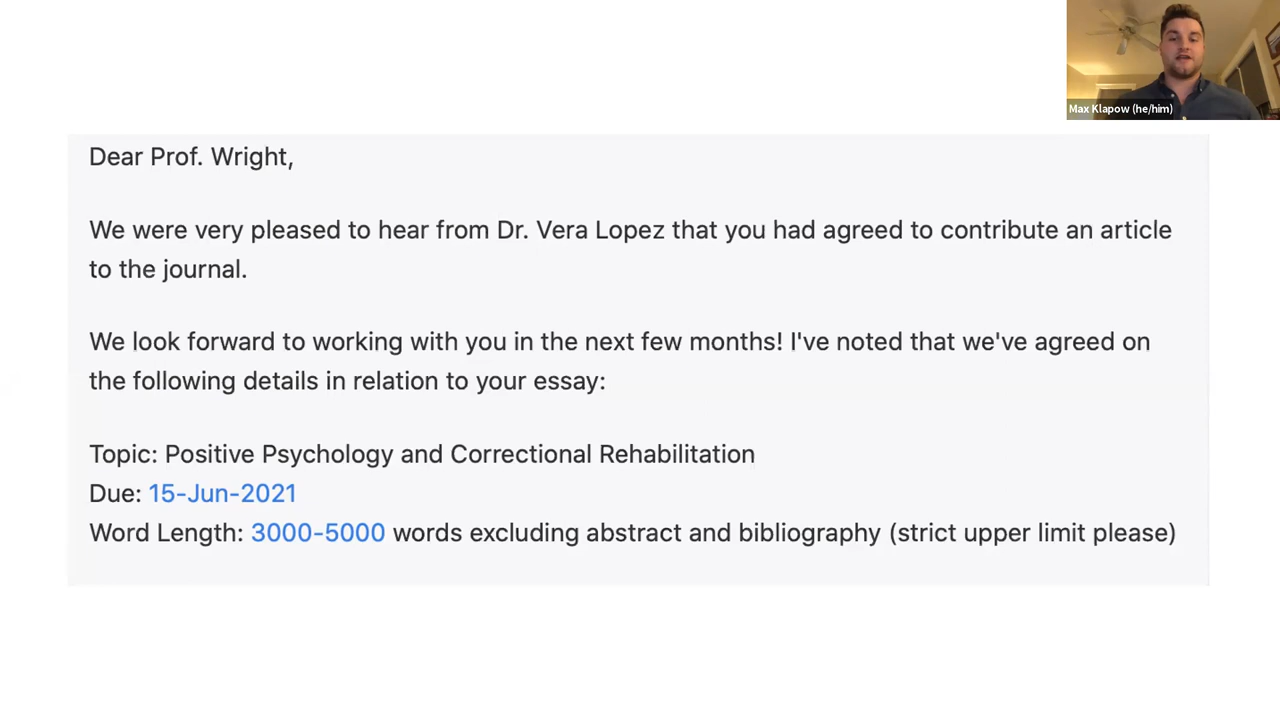 Max Klapow (he/him)
Dear Prof. Wright,
We were very pleased to hear from Dr. Vera Lopez that you had agreed to contribute an article
to the journal.
We look forward to working with you in the next few months! I've noted that we've agreed on
the following details in relation to your essay:
Topic: Positive Psychology and Correctional Rehabilitation
Due: 15-Jun-2021
Word Length: 3000-5000 words excluding abstract and bibliography (strict upper limit please)